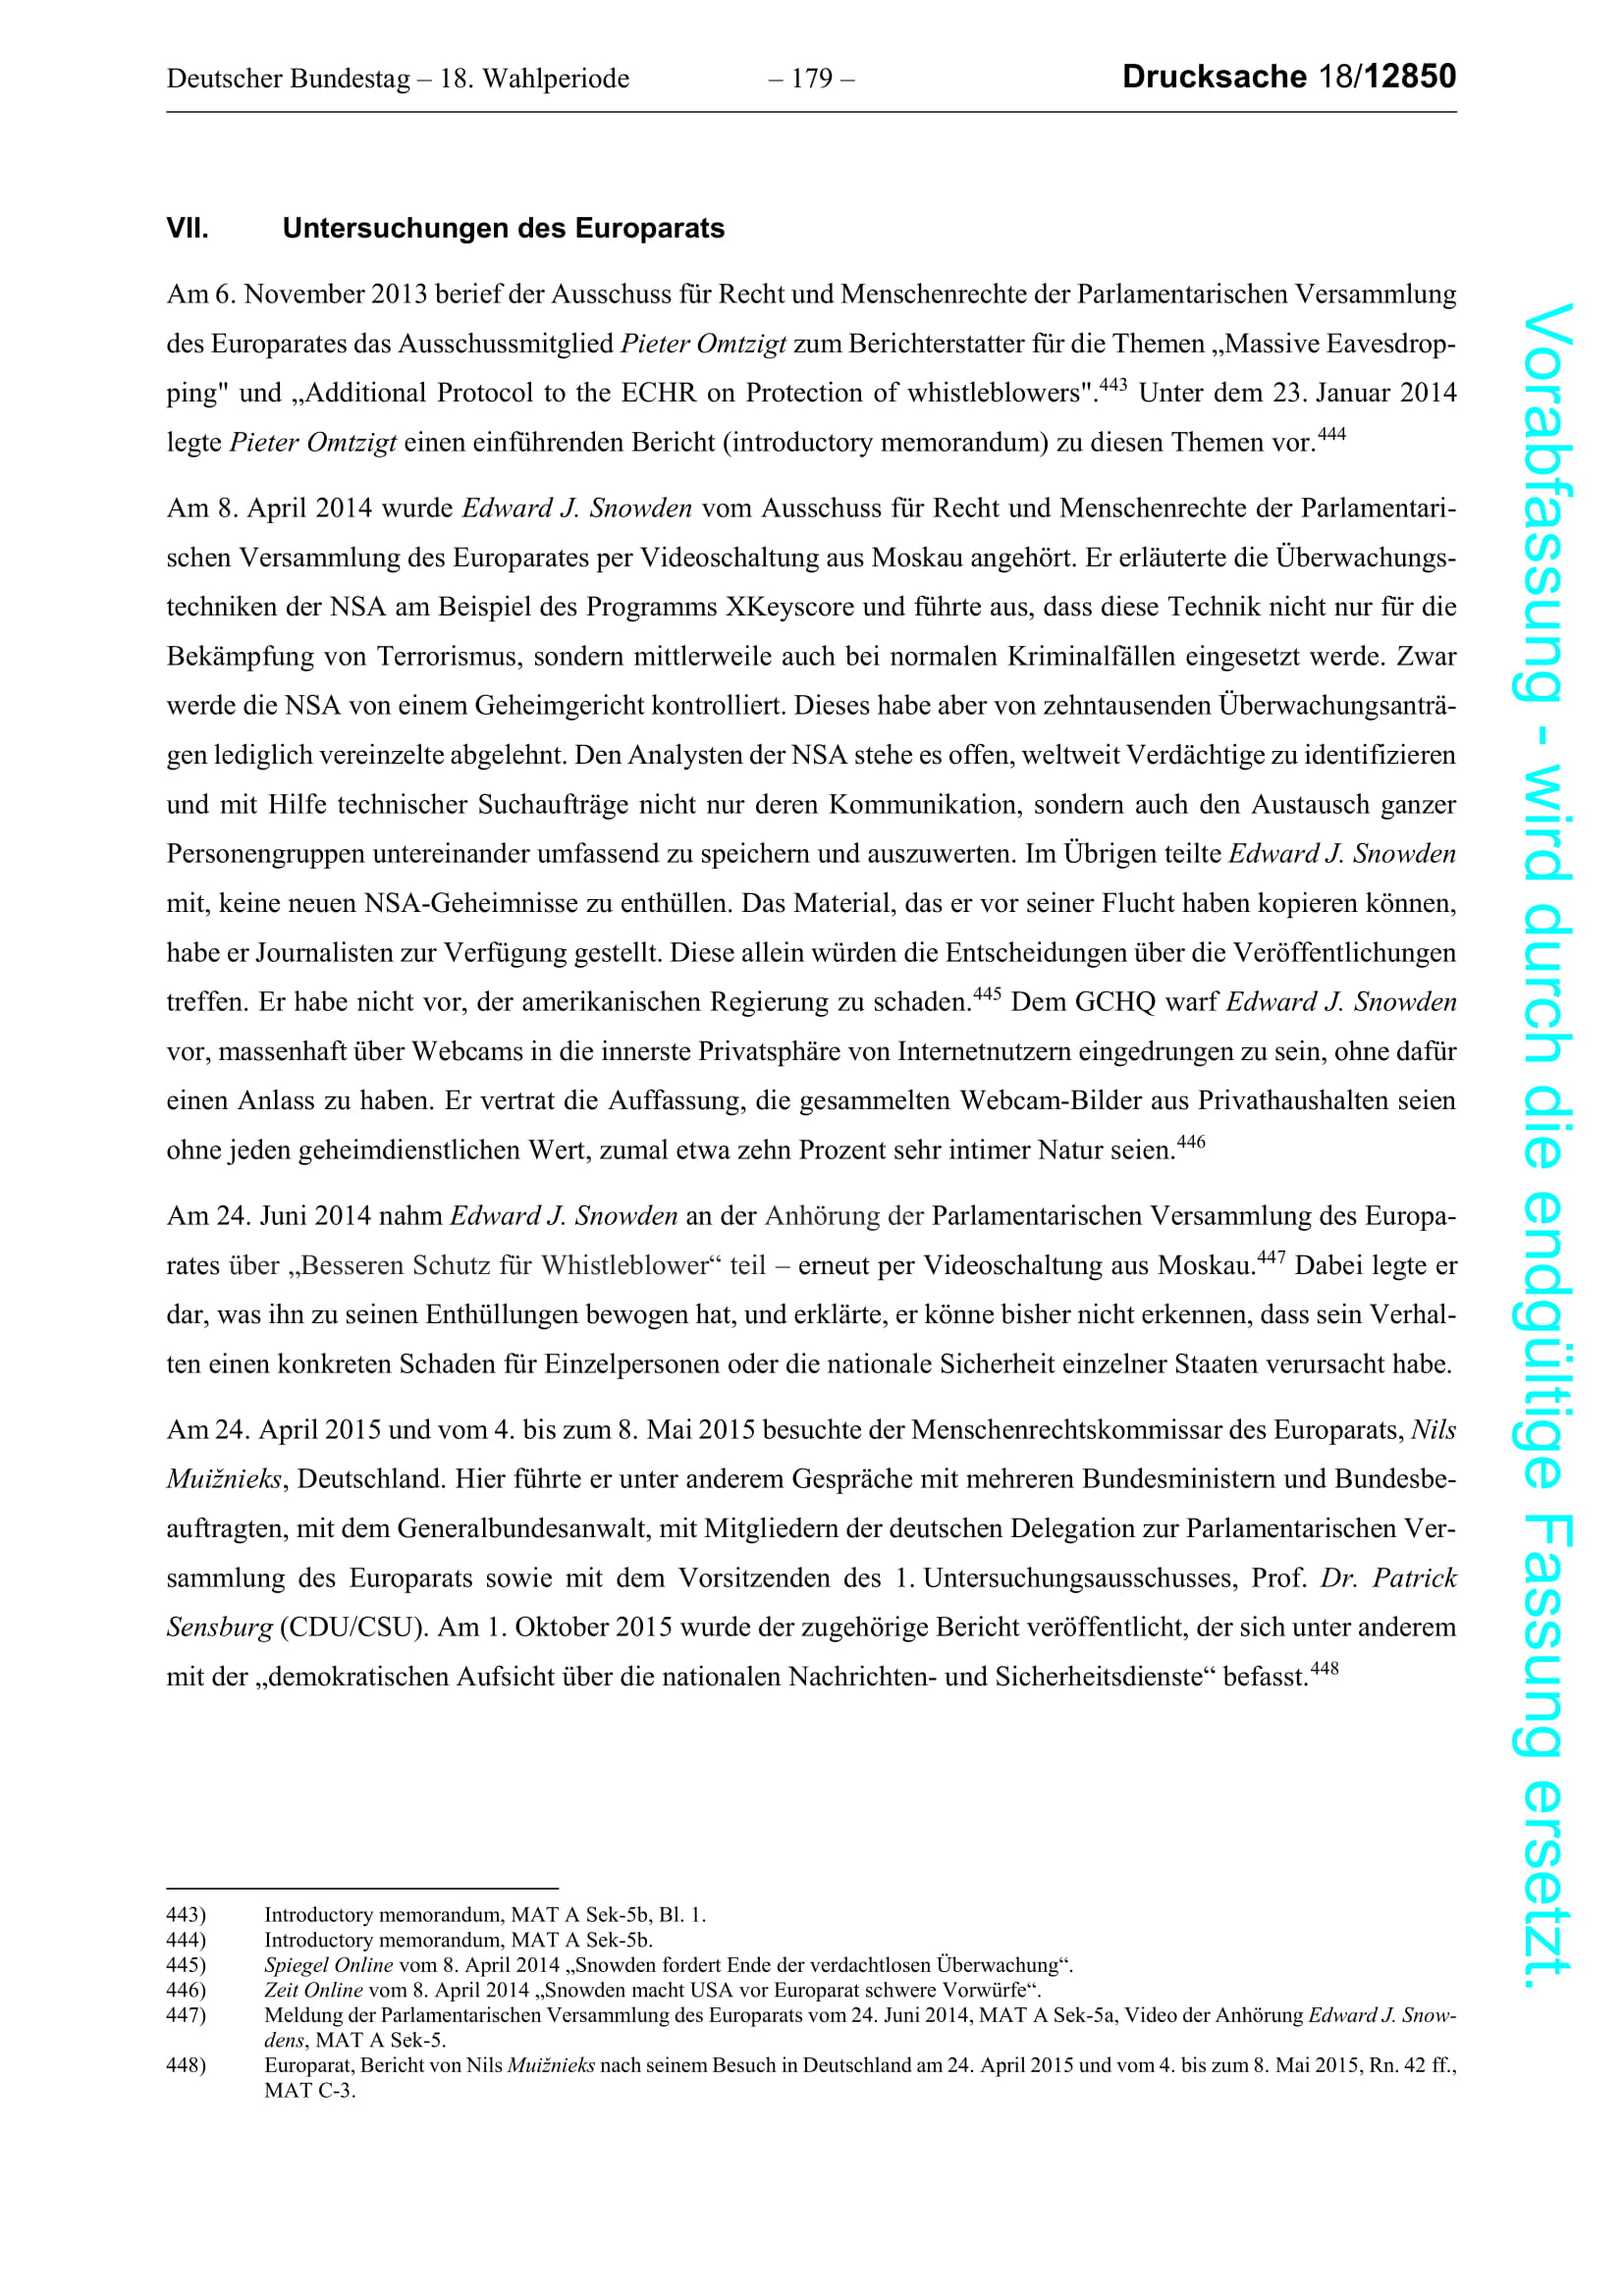 Deutscher Bundestag – 18. Wahlperiode – 179 – Drucksache 18/12850
VII. Untersuchungen des Europarats
Am 6. November 2013 berief der Ausschuss für Recht und Menschenrechte der Parlamentarischen Versammlung
des Europarates das Ausschussmitglied Pieter Omtzigt zum Berichterstatter für die Themen „Massive Eavesdrop-
ping" und „Additional Protocol to the ECHR on Protection of whistleblowers".443 Unter dem 23. Januar 2014
legte Pieter Omtzigt einen einführenden Bericht (introductory memorandum) zu diesen Themen vor.444
Am 8. April 2014 wurde Edward J. Snowden vom Ausschuss für Recht und Menschenrechte der Parlamentari-
schen Versammlung des Europarates per Videoschaltung aus Moskau angehört. Er erläuterte die Überwachungs-
techniken der NSA am Beispiel des Programms XKeyscore und führte aus, dass diese Technik nicht nur für die
Bekämpfung von Terrorismus, sondern mittlerweile auch bei normalen Kriminalfällen eingesetzt werde. Zwar
werde die NSA von einem Geheimgericht kontrolliert. Dieses habe aber von zehntausenden Überwachungsanträ-
gen lediglich vereinzelte abgelehnt. Den Analysten der NSA stehe es offen, weltweit Verdächtige zu identifizieren
und mit Hilfe technischer Suchaufträge nicht nur deren Kommunikation, sondern auch den Austausch ganzer
Personengruppen untereinander umfassend zu speichern und auszuwerten. Im Übrigen teilte Edward J. Snowden
mit, keine neuen NSA-Geheimnisse zu enthüllen. Das Material, das er vor seiner Flucht haben kopieren können,
habe er Journalisten zur Verfügung gestellt. Diese allein würden die Entscheidungen über die Veröffentlichungen
treffen. Er habe nicht vor, der amerikanischen Regierung zu schaden.445 Dem GCHQ warf Edward J. Snowden
vor, massenhaft über Webcams in die innerste Privatsphäre von Internetnutzern eingedrungen zu sein, ohne dafür
einen Anlass zu haben. Er vertrat die Auffassung, die gesammelten Webcam-Bilder aus Privathaushalten seien
ohne jeden geheimdienstlichen Wert, zumal etwa zehn Prozent sehr intimer Natur seien.446
Am 24. Juni 2014 nahm Edward J. Snowden an der Anhörung der Parlamentarischen Versammlung des Europa-
rates über „Besseren Schutz für Whistleblower“ teil – erneut per Videoschaltung aus Moskau.447 Dabei legte er
dar, was ihn zu seinen Enthüllungen bewogen hat, und erklärte, er könne bisher nicht erkennen, dass sein Verhal-
ten einen konkreten Schaden für Einzelpersonen oder die nationale Sicherheit einzelner Staaten verursacht habe.
Am 24. April 2015 und vom 4. bis zum 8. Mai 2015 besuchte der Menschenrechtskommissar des Europarats, Nils
Muižnieks, Deutschland. Hier führte er unter anderem Gespräche mit mehreren Bundesministern und Bundesbe-
auftragten, mit dem Generalbundesanwalt, mit Mitgliedern der deutschen Delegation zur Parlamentarischen Ver-
sammlung des Europarats sowie mit dem Vorsitzenden des 1. Untersuchungsausschusses, Prof. Dr. Patrick
Sensburg (CDU/CSU). Am 1. Oktober 2015 wurde der zugehörige Bericht veröffentlicht, der sich unter anderem
mit der „demokratischen Aufsicht über die nationalen Nachrichten- und Sicherheitsdienste“ befasst.448
443) Introductory memorandum, MAT A Sek-5b, Bl. 1.
444) Introductory memorandum, MAT A Sek-5b.
445) Spiegel Online vom 8. April 2014 „Snowden fordert Ende der verdachtlosen Überwachung“.
446) Zeit Online vom 8. April 2014 „Snowden macht USA vor Europarat schwere Vorwürfe“.
447) Meldung der Parlamentarischen Versammlung des Europarats vom 24. Juni 2014, MAT A Sek-5a, Video der Anhörung Edward J. Snow-
dens, MAT A Sek-5.
448) Europarat, Bericht von Nils Muižnieks nach seinem Besuch in Deutschland am 24. April 2015 und vom 4. bis zum 8. Mai 2015, Rn. 42 ff.,
MAT C-3.
Vorabfassung - wird durch die endgültige Fassung ersetzt.